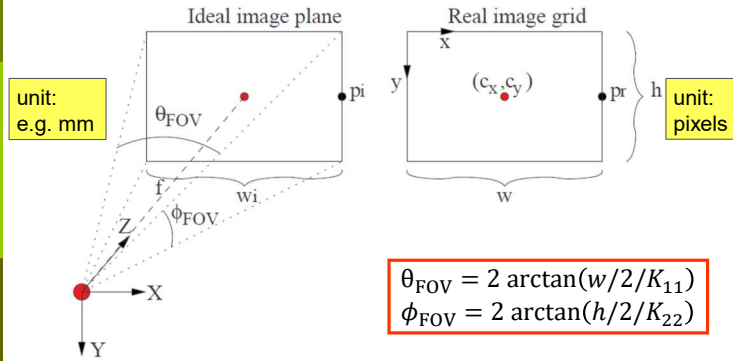 Ideal image plane
Real image grid
x
y
(cx,cy)
pi
pr
h
unit:
e.g. mm
unit:
pixels
θFOV
f
wi
w
ϕFOV
Z
X
Y
θFOV = 2 arctan(w/2/K11)
ϕFOV = 2 arctan(h/2/K22)